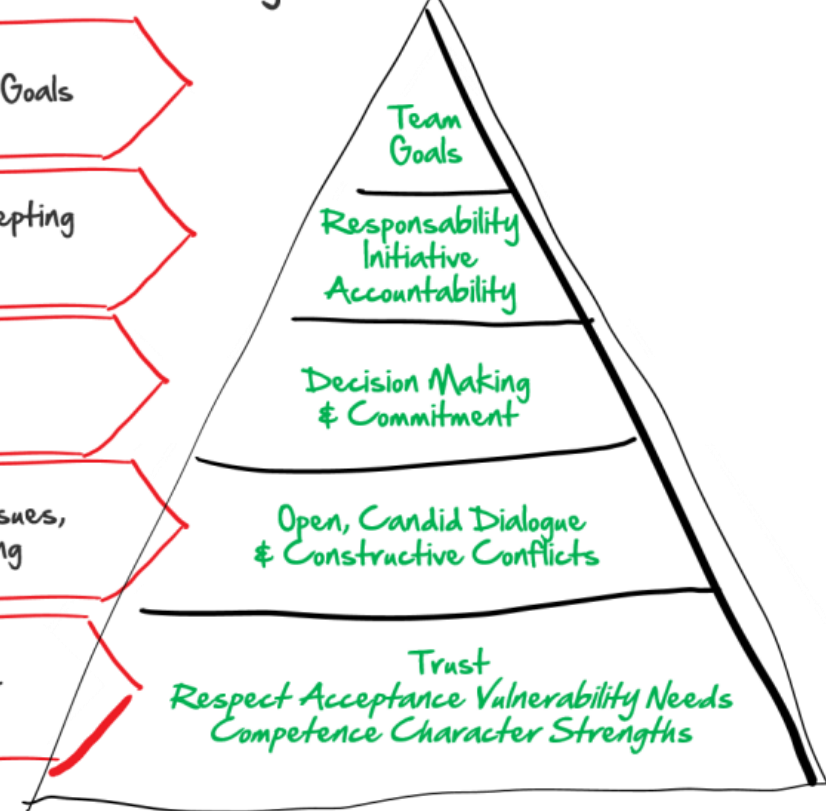 Goals
Team
Goals
epting
Responsability
Initiative
Accountability
Decision Making
& Commitment
sues,
ng
Open, Candid Dialogue
& Constructive Conflicts
Trust
Respect Acceptance Vulnerability Needs
Competence Character Strengths